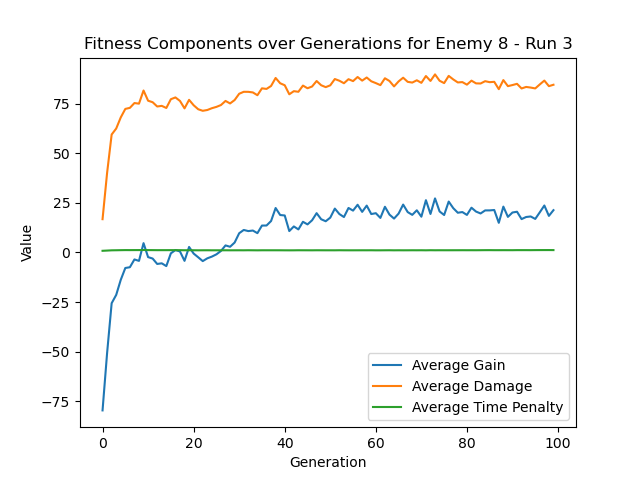 Fitness Components over Generations for Enemy 8 - Run 3
75
50
25
0
−25
−50
−75
Value
0 20 40 60 80 100
Generation
Average Gain
Average Damage
Average Time Penalty